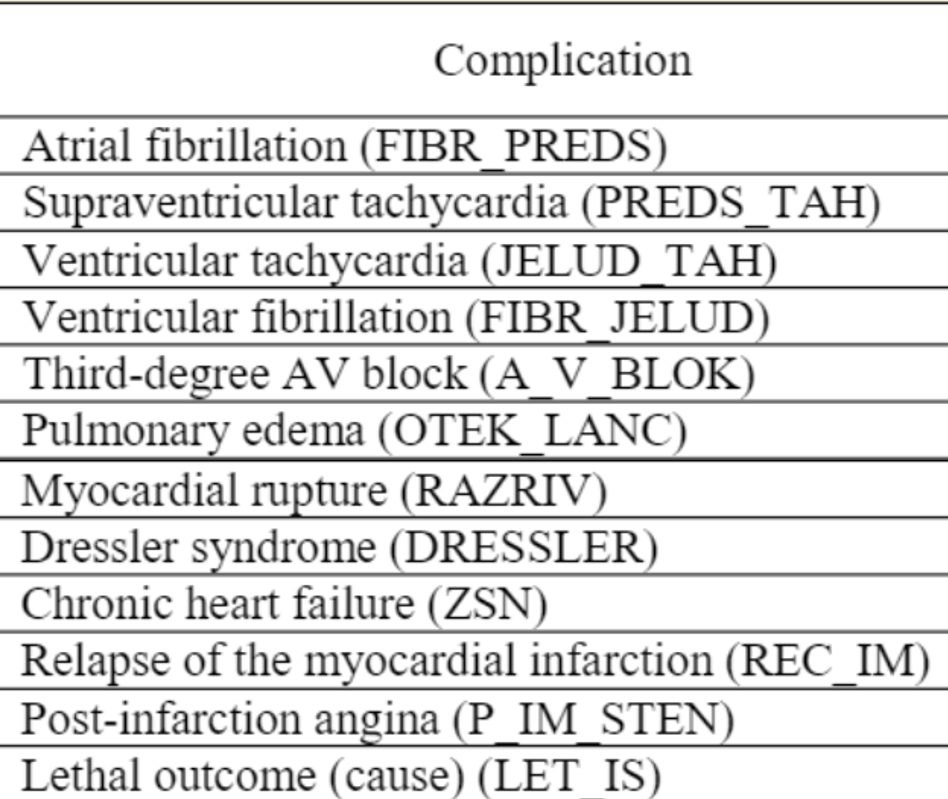 Complication
Atrial fibrillation (FIBR_PREDS)
Supraventricular tachycardia (PREDS_TAH)
Ventricular tachycardia (JELUD_TAH)
Ventricular fibrillation (FIBR_JELUD)
Third-degree AV block (A_V_BLOK)
Pulmonary edema (OTEK_LANC)
Myocardial rupture (RAZRIV)
Dressler syndrome (DRESSLER)
Chronic heart failure (ZSN)
Relapse of the myocardial infarction (REC_IM)
Post-infarction angina (P_IM_STEN)
Lethal outcome (cause) (LET_IS)